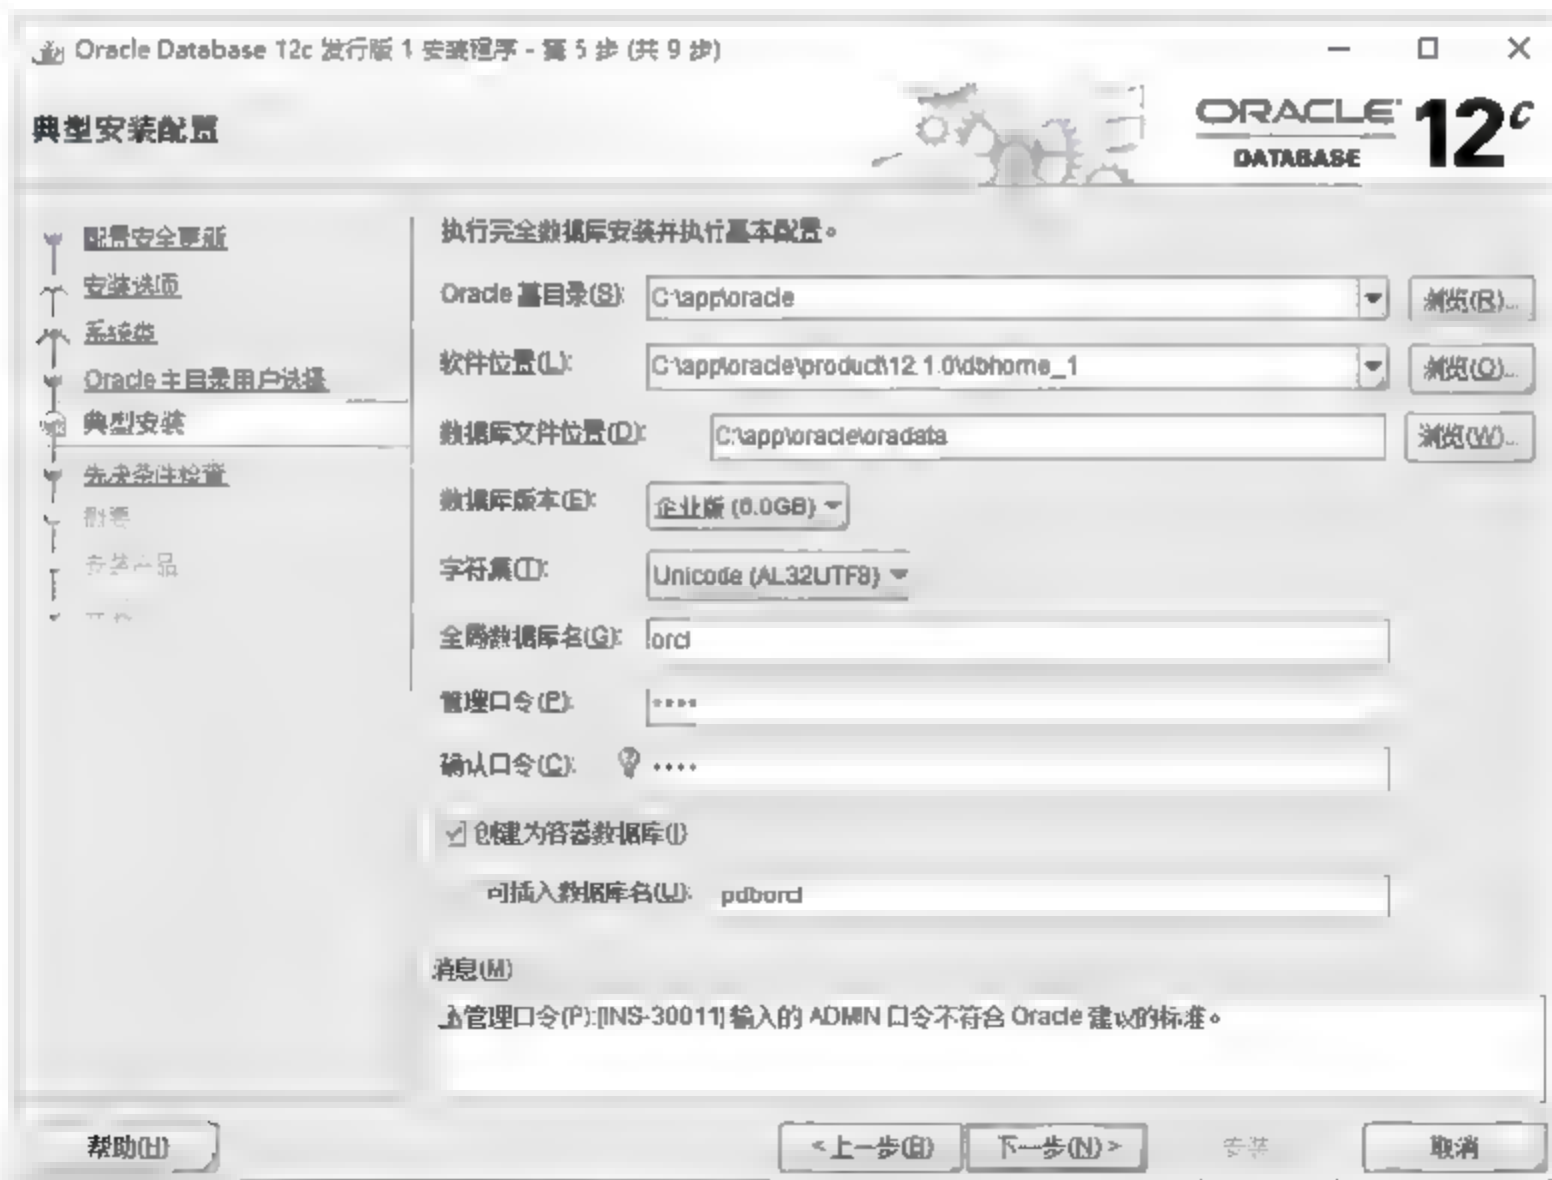 Oracle Database 12c 发行版 1 安装程序 - 第 5 步 (共 9 步)
典型安装配置
ORACLE
DATABASE
12c
配置安全更新
安装选项
系统类
Oracle 主目录用户选择
典型安装
先决条件检查
概要
安装产品
执行完全数据库安装并执行基本配置。
Oracle 基目录(S): C:\app\oracle 浏览(R)...
软件位置(L): C:\app\oracle\product\12.1.0\dbhome_1 浏览(O)...
数据库文件位置(D): C:\app\oracle\oradata 浏览(W)...
数据库版本(E): 企业版 (6.0GB)
字符集(T): Unicode (AL32UTF8)
全局数据库名(G): orcl
管理口令(P): ••••
确认口令(C): ••••
创建为容器数据库(I)
可插入数据库名(U): pdborcl
消息(M)
管理口令(P):[INS-30011] 输入的 ADMIN 口令不符合 Oracle 建议的标准。
帮助(H)
< 上一步(B) 下一步(N) > 安装 取消